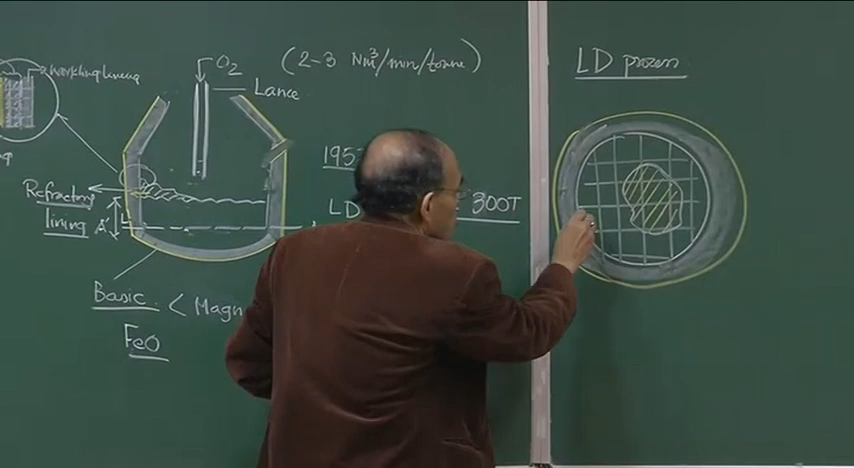 working lining
O2
(2-3 Nm³/min/tonne)
Lance
LD process
195
Refractory
lining
A'
LD
300T
Basic < Magn
FeO